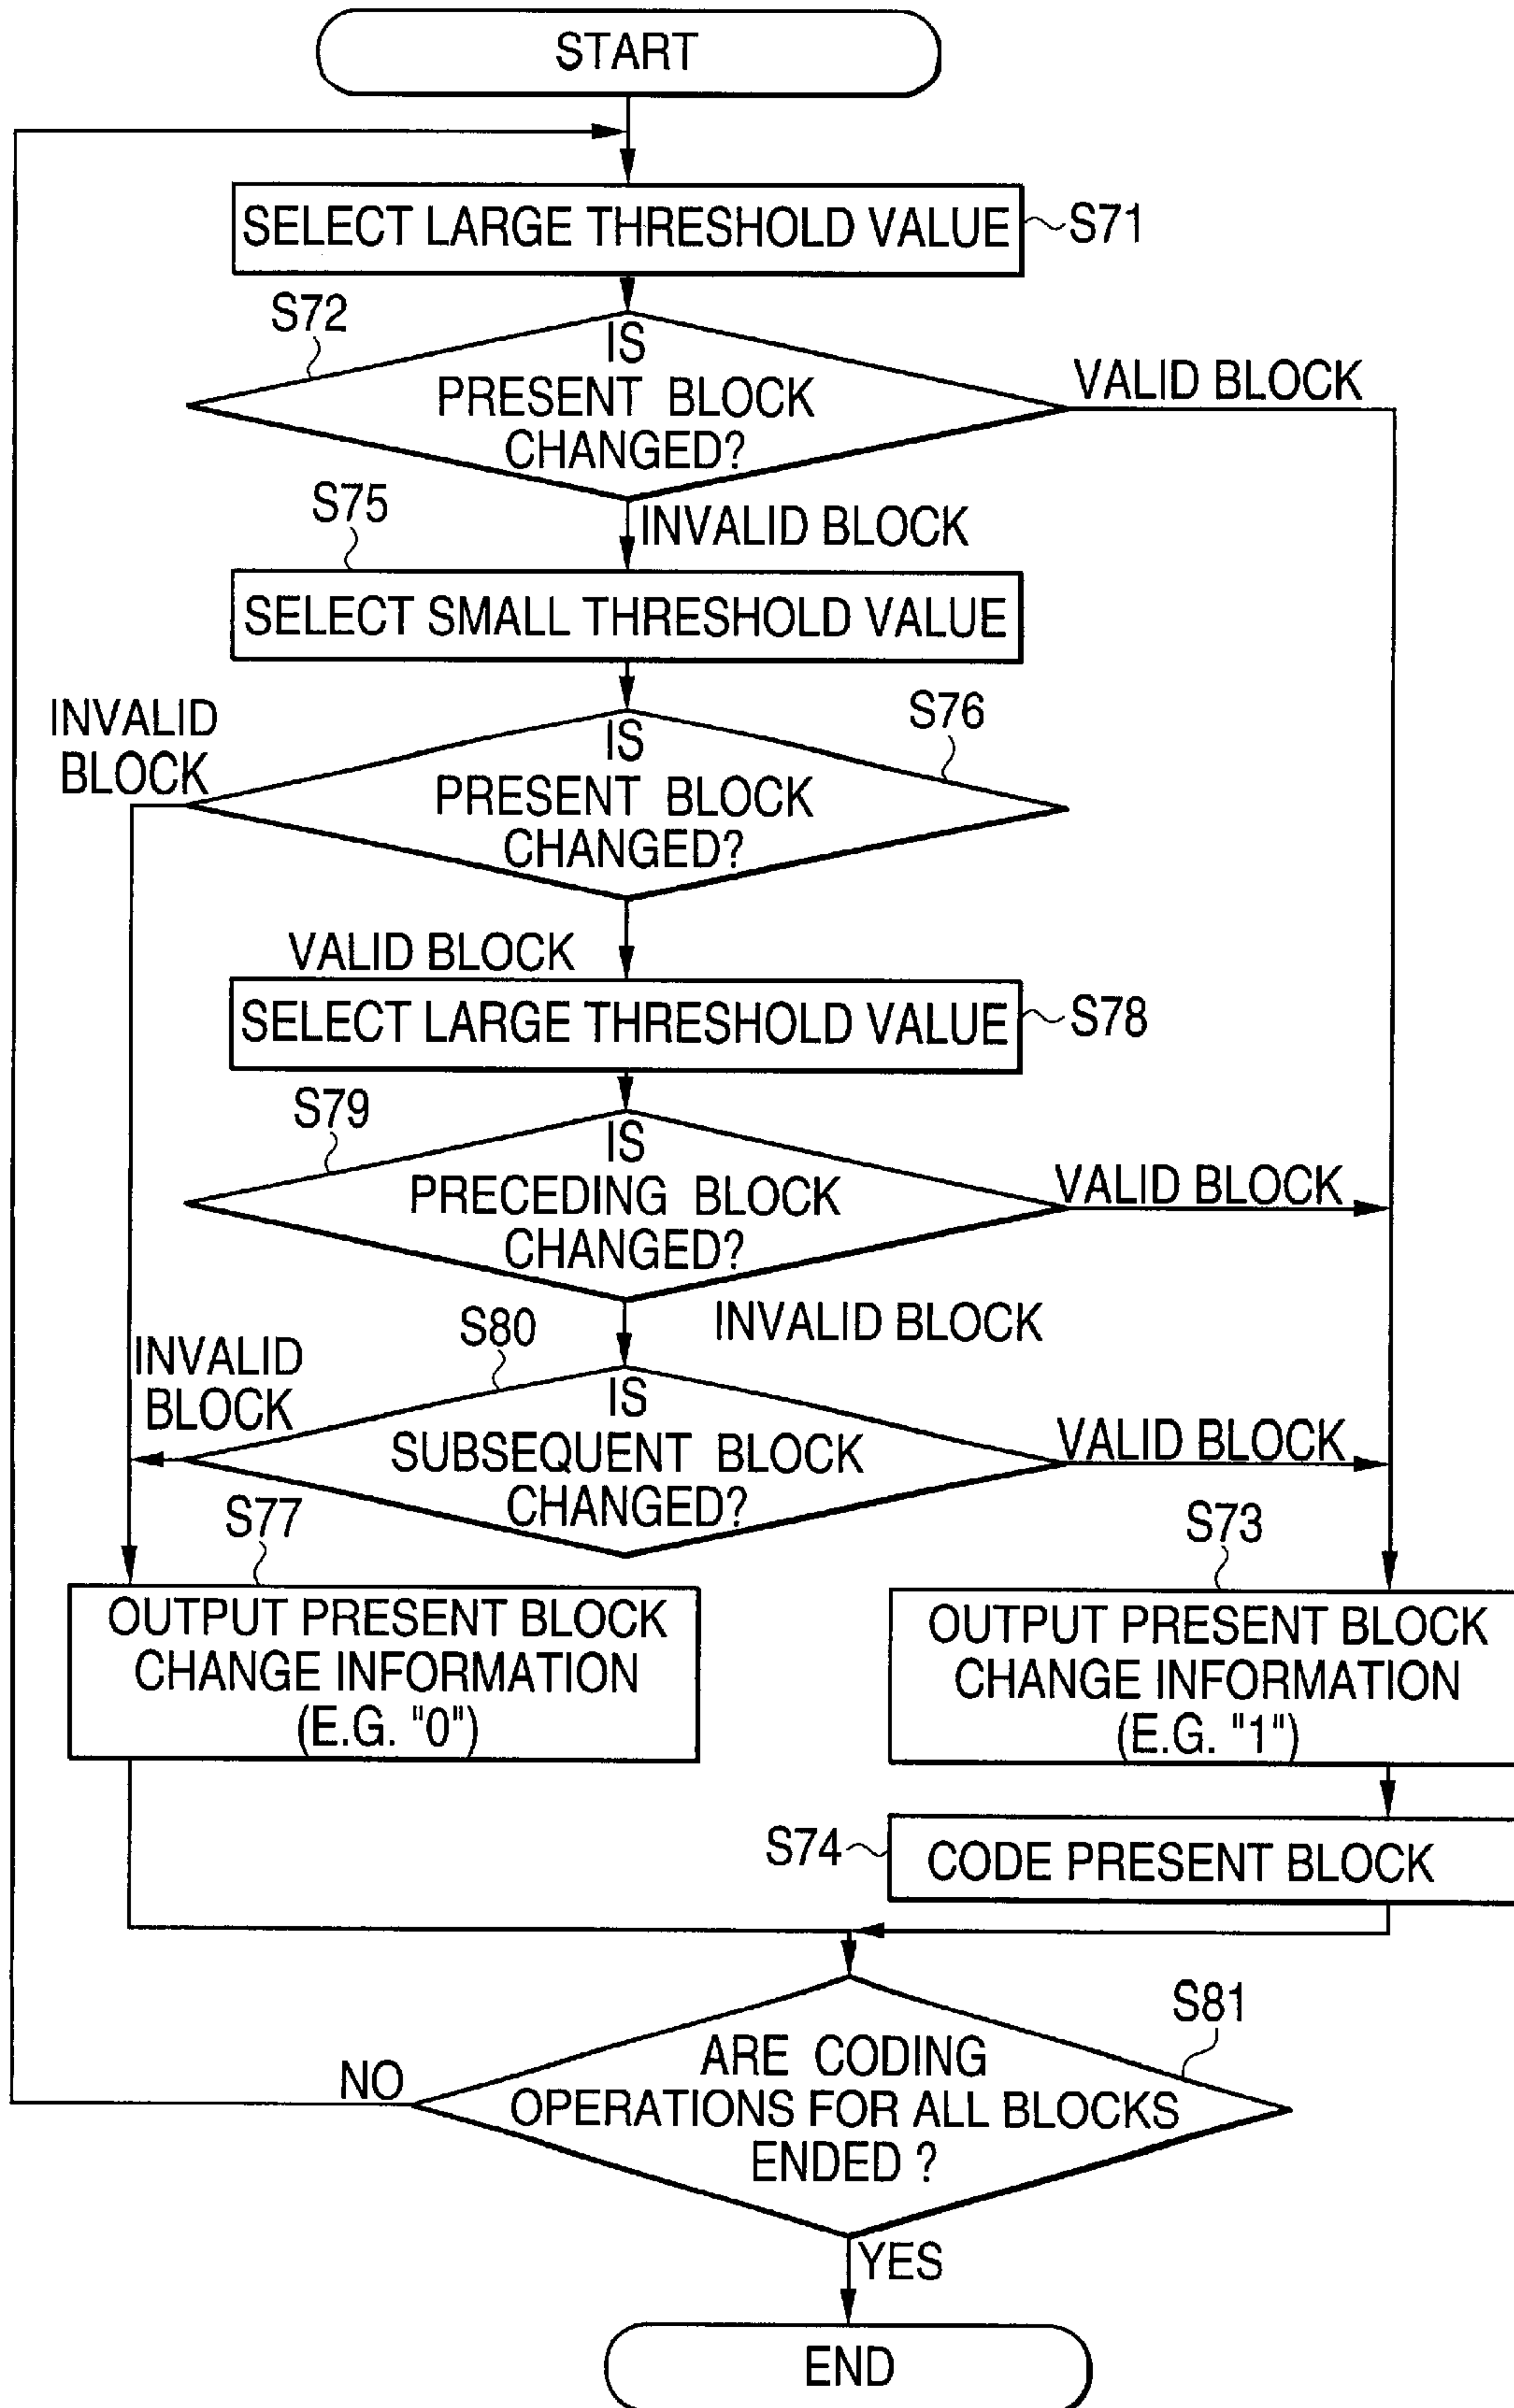 START
SELECT LARGE THRESHOLD VALUE
S71
S72
IS
PRESENT BLOCK
CHANGED?
VALID BLOCK
INVALID BLOCK
S75
SELECT SMALL THRESHOLD VALUE
INVALID
BLOCK
S76
IS
PRESENT BLOCK
CHANGED?
VALID BLOCK
SELECT LARGE THRESHOLD VALUE
S78
S79
IS
PRECEDING BLOCK
CHANGED?
VALID BLOCK
INVALID BLOCK
S80
INVALID
BLOCK
IS
SUBSEQUENT BLOCK
CHANGED?
VALID BLOCK
S77
OUTPUT PRESENT BLOCK
CHANGE INFORMATION
(E.G. "0")
S73
OUTPUT PRESENT BLOCK
CHANGE INFORMATION
(E.G. "1")
S74
CODE PRESENT BLOCK
S81
ARE CODING
OPERATIONS FOR ALL BLOCKS
ENDED ?
NO
YES
END